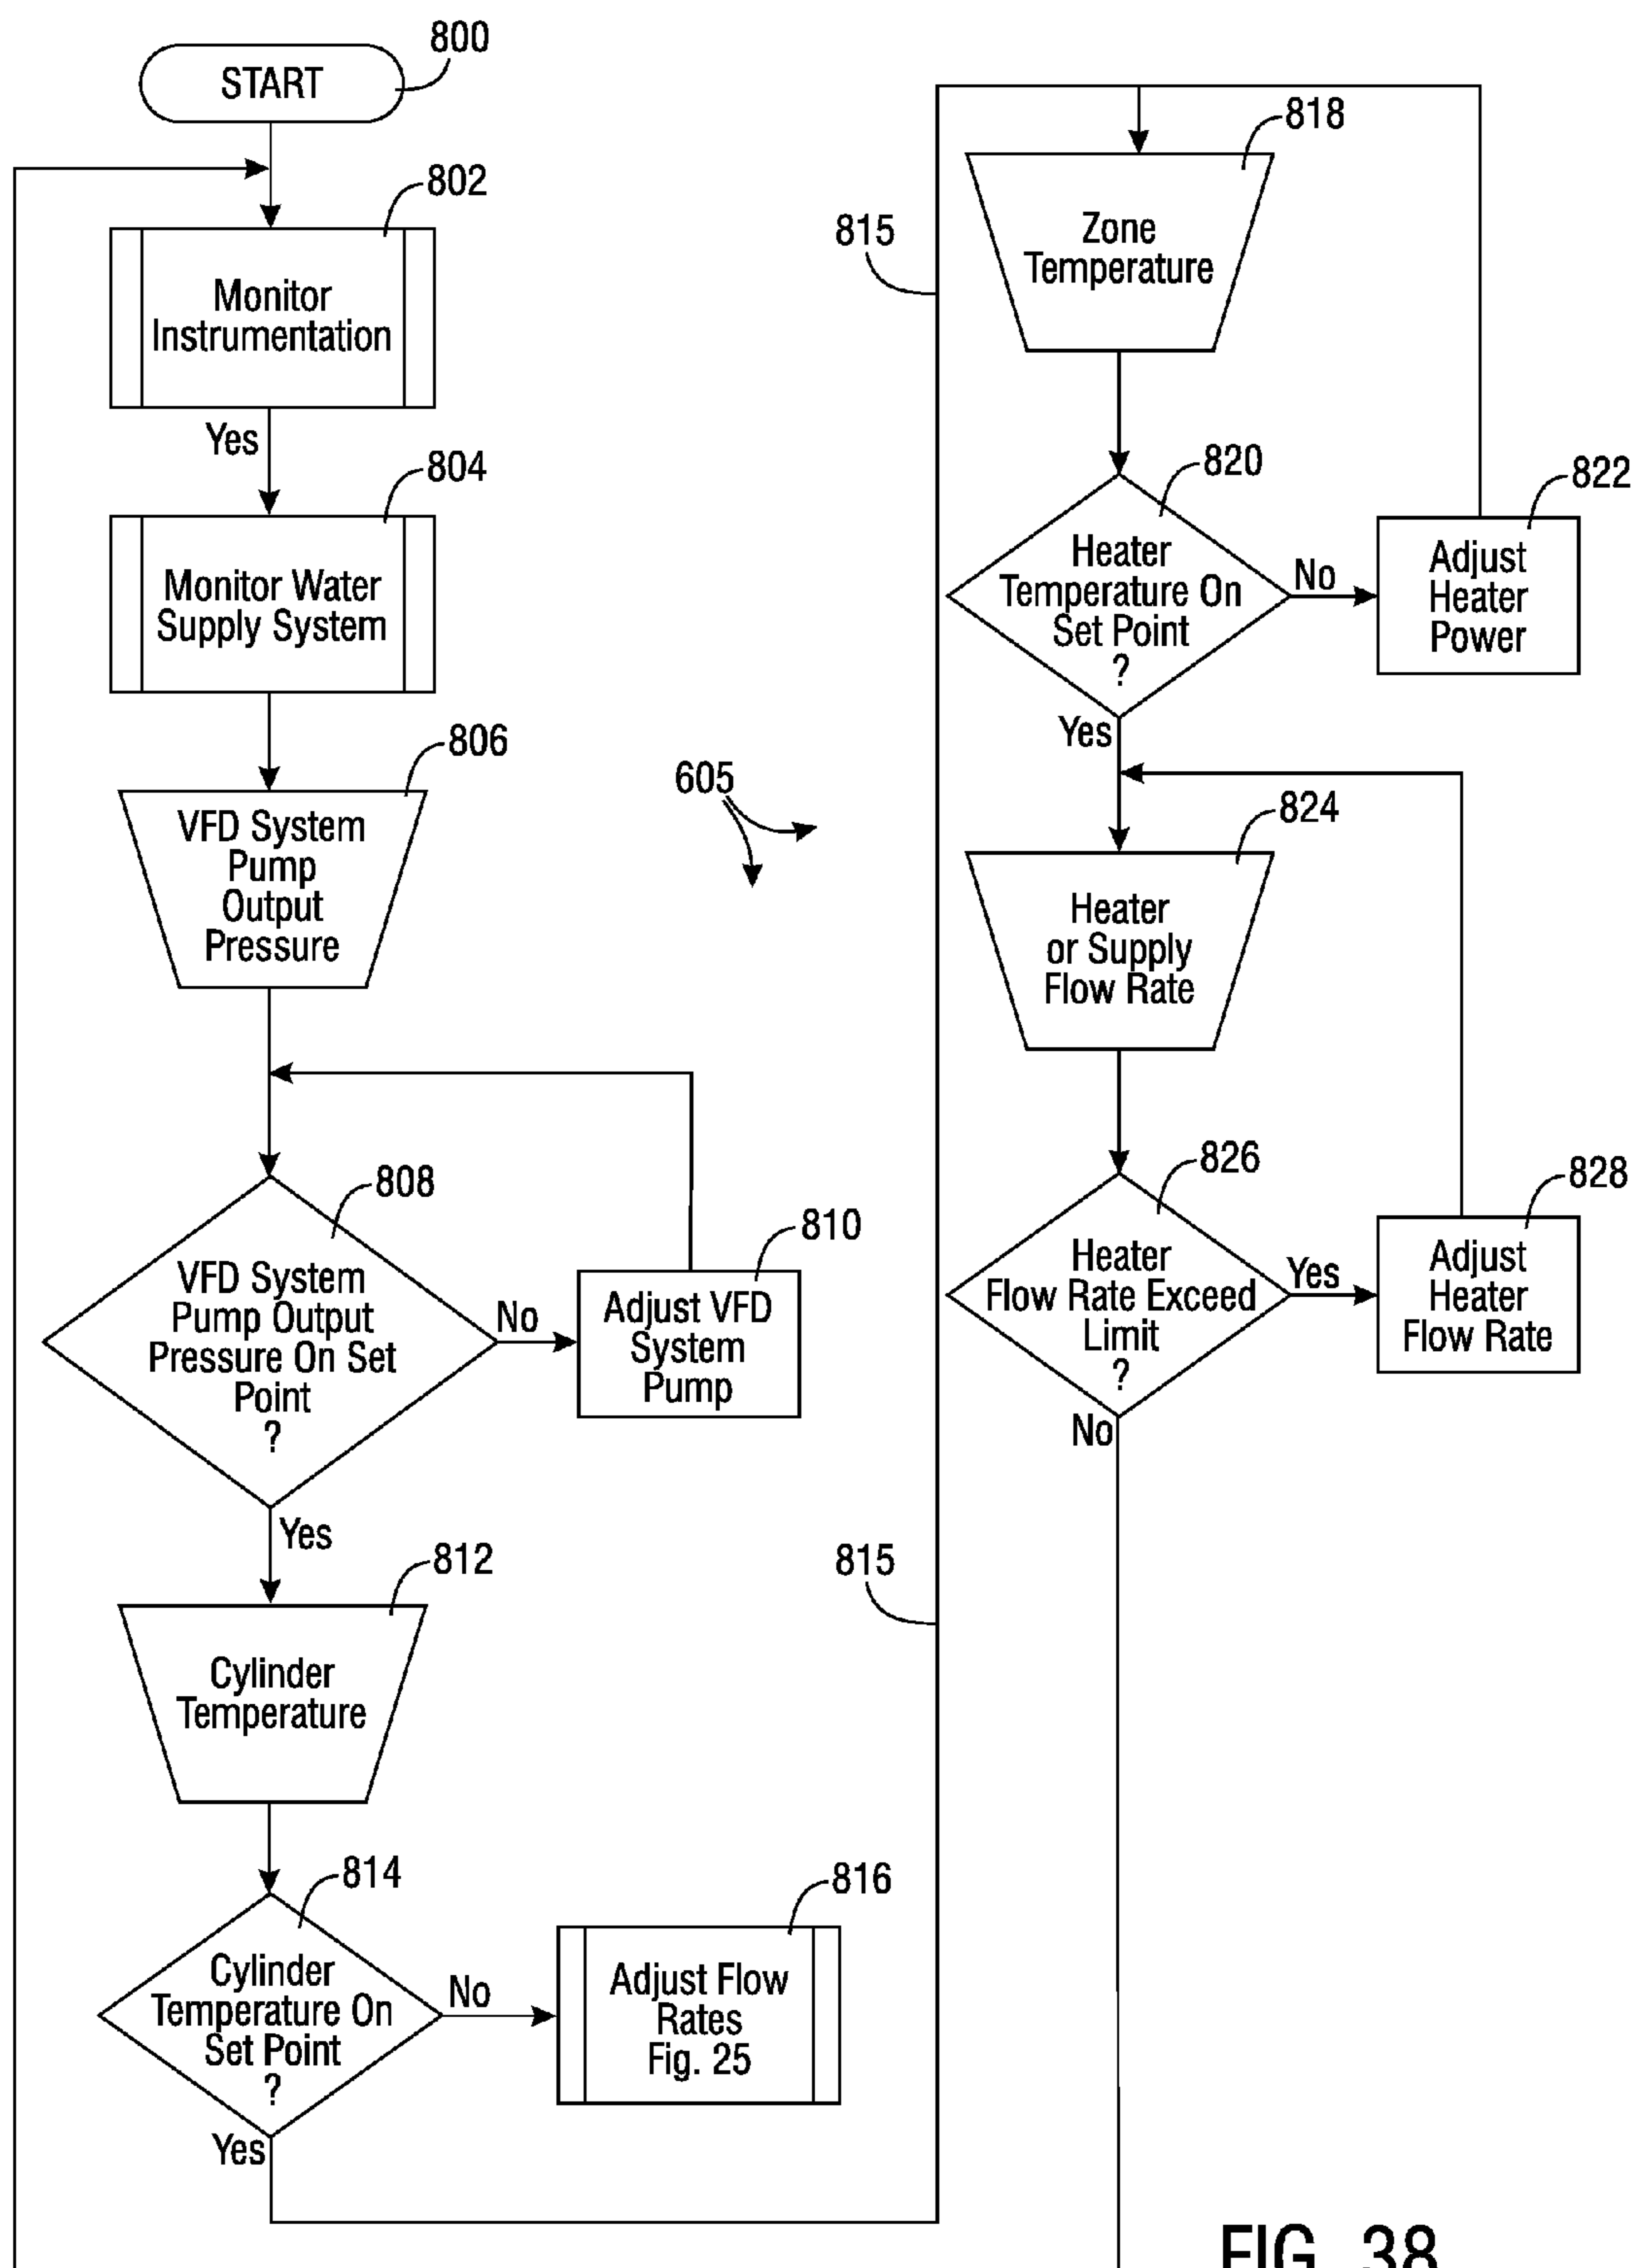 800
START
802
Monitor
Instrumentation
Yes
804
Monitor Water
Supply System
806
VFD System
Pump
Output
Pressure
605
808
VFD System
Pump Output
Pressure On Set
Point
?
No
810
Adjust VFD
System
Pump
Yes
812
Cylinder
Temperature
814
Cylinder
Temperature On
Set Point
?
No
816
Adjust Flow
Rates
Fig. 25
Yes
815
815
818
Zone
Temperature
820
Heater
Temperature On
Set Point
?
No
822
Adjust
Heater
Power
Yes
824
Heater
or Supply
Flow Rate
826
Heater
Flow Rate Exceed
Limit
?
Yes
828
Adjust
Heater
Flow Rate
No
FIG. 38